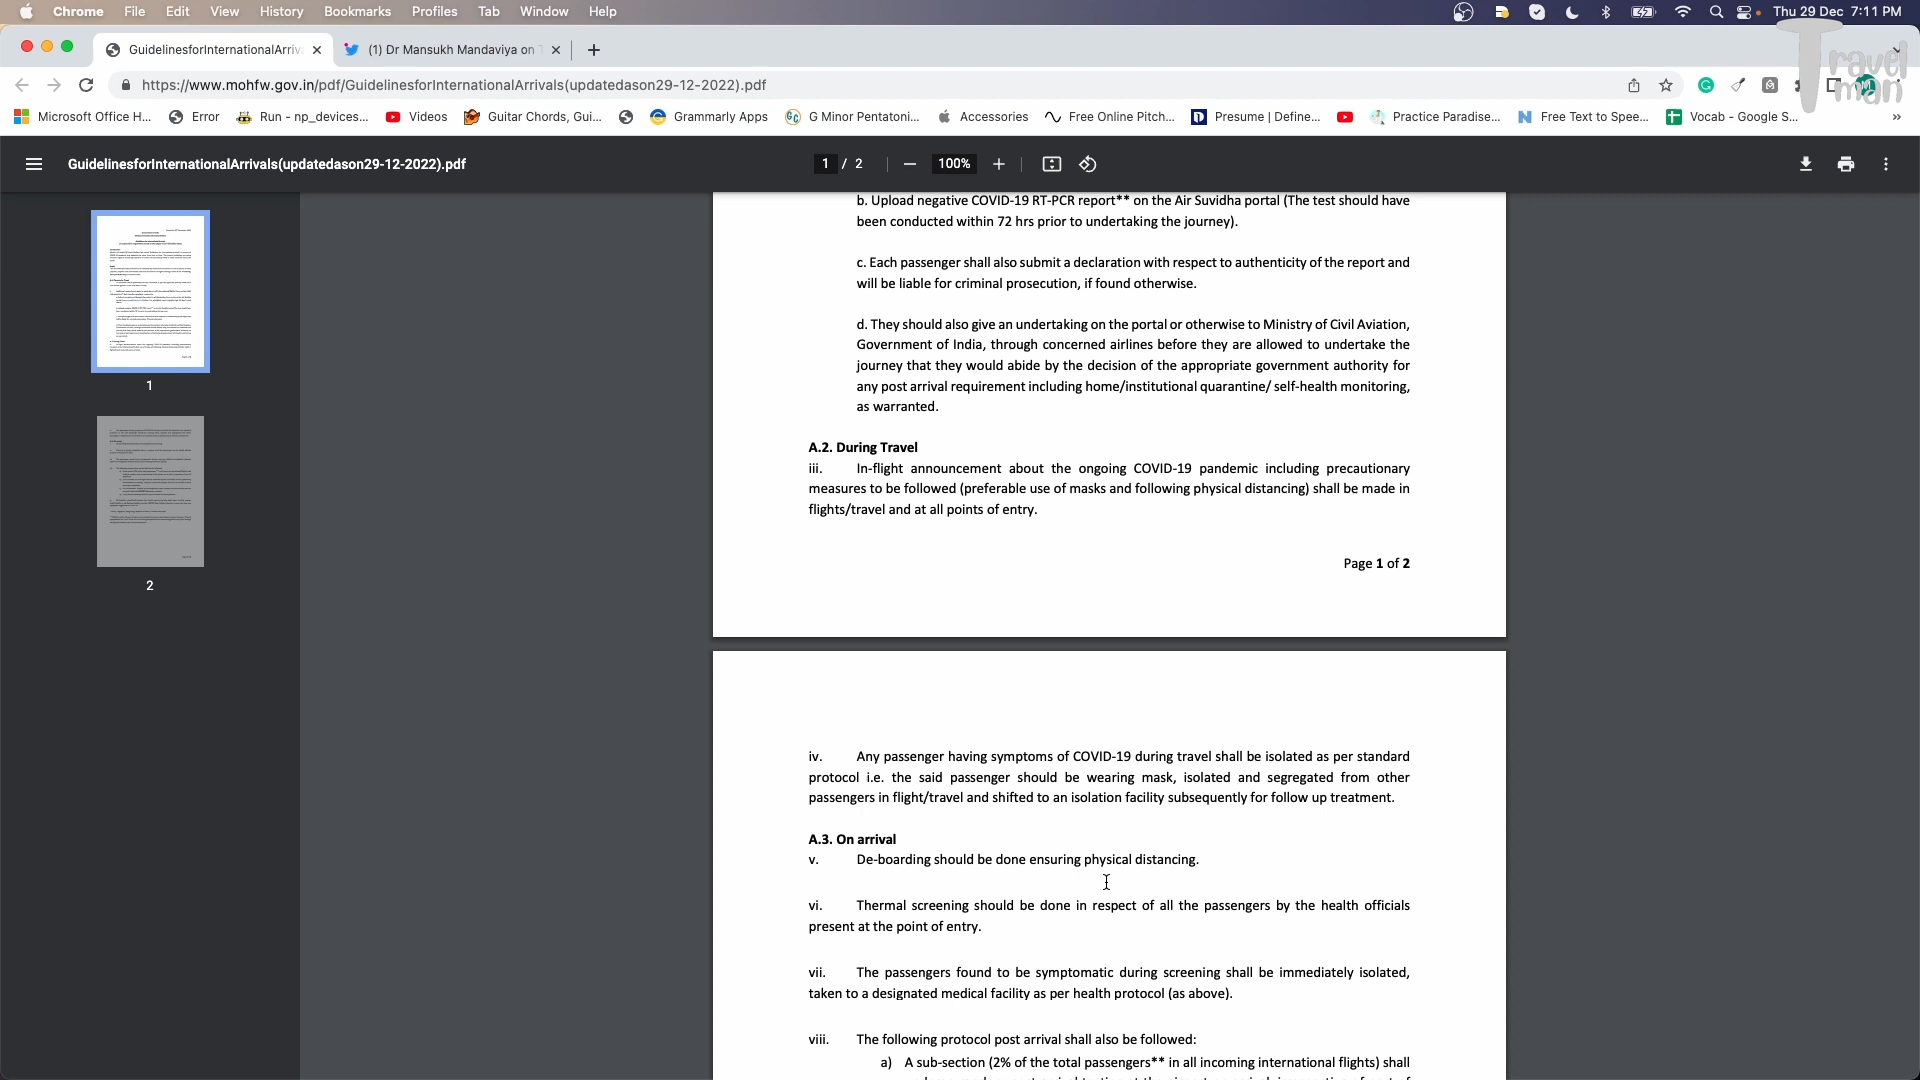 Chrome File Edit View History Bookmarks Profiles Tab Window Help Thu 29 Dec 7:11 PM
GuidelinesforInternationalArriv (1) Dr Mansukh Mandaviya on
Travel
man
https://www.mohfw.gov.in/pdf/GuidelinesforInternationalArrivals(updatedason29-12-2022).pdf
Microsoft Office H... Error Run - np_devices... Videos Guitar Chords, Gui... Grammarly Apps G Minor Pentatoni... Accessories Free Online Pitch... Presume | Define... Practice Paradise... Free Text to Spee... Vocab - Google S... »
GuidelinesforInternationalArrivals(updatedason29-12-2022).pdf 1 / 2 100%
b. Upload negative COVID-19 RT-PCR report** on the Air Suvidha portal (The test should have
been conducted within 72 hrs prior to undertaking the journey).
c. Each passenger shall also submit a declaration with respect to authenticity of the report and
will be liable for criminal prosecution, if found otherwise.
d. They should also give an undertaking on the portal or otherwise to Ministry of Civil Aviation,
Government of India, through concerned airlines before they are allowed to undertake the
journey that they would abide by the decision of the appropriate government authority for
any post arrival requirement including home/institutional quarantine/ self-health monitoring,
as warranted.
A.2. During Travel
iii. In-flight announcement about the ongoing COVID-19 pandemic including precautionary
measures to be followed (preferable use of masks and following physical distancing) shall be made in
flights/travel and at all points of entry.
Page 1 of 2
1
2
iv. Any passenger having symptoms of COVID-19 during travel shall be isolated as per standard
protocol i.e. the said passenger should be wearing mask, isolated and segregated from other
passengers in flight/travel and shifted to an isolation facility subsequently for follow up treatment.
A.3. On arrival
v. De-boarding should be done ensuring physical distancing.
vi. Thermal screening should be done in respect of all the passengers by the health officials
present at the point of entry.
vii. The passengers found to be symptomatic during screening shall be immediately isolated,
taken to a designated medical facility as per health protocol (as above).
viii. The following protocol post arrival shall also be followed:
a) A sub-section (2% of the total passengers** in all incoming international flights) shall